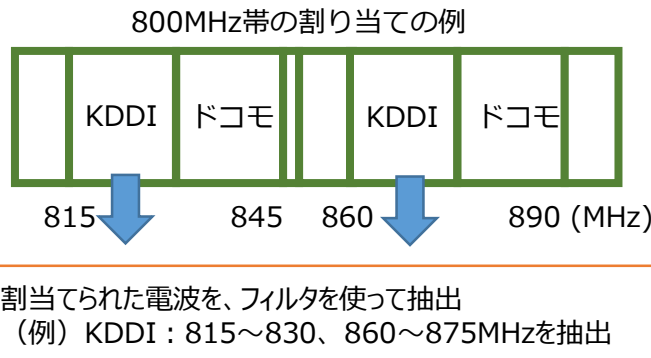 800MHz帯の割り当ての例
KDDI ドコモ KDDI ドコモ
815 845 860 890 (MHz)
割当てられた電波を、フィルタを使って抽出
（例）KDDI：815～830、860～875MHzを抽出